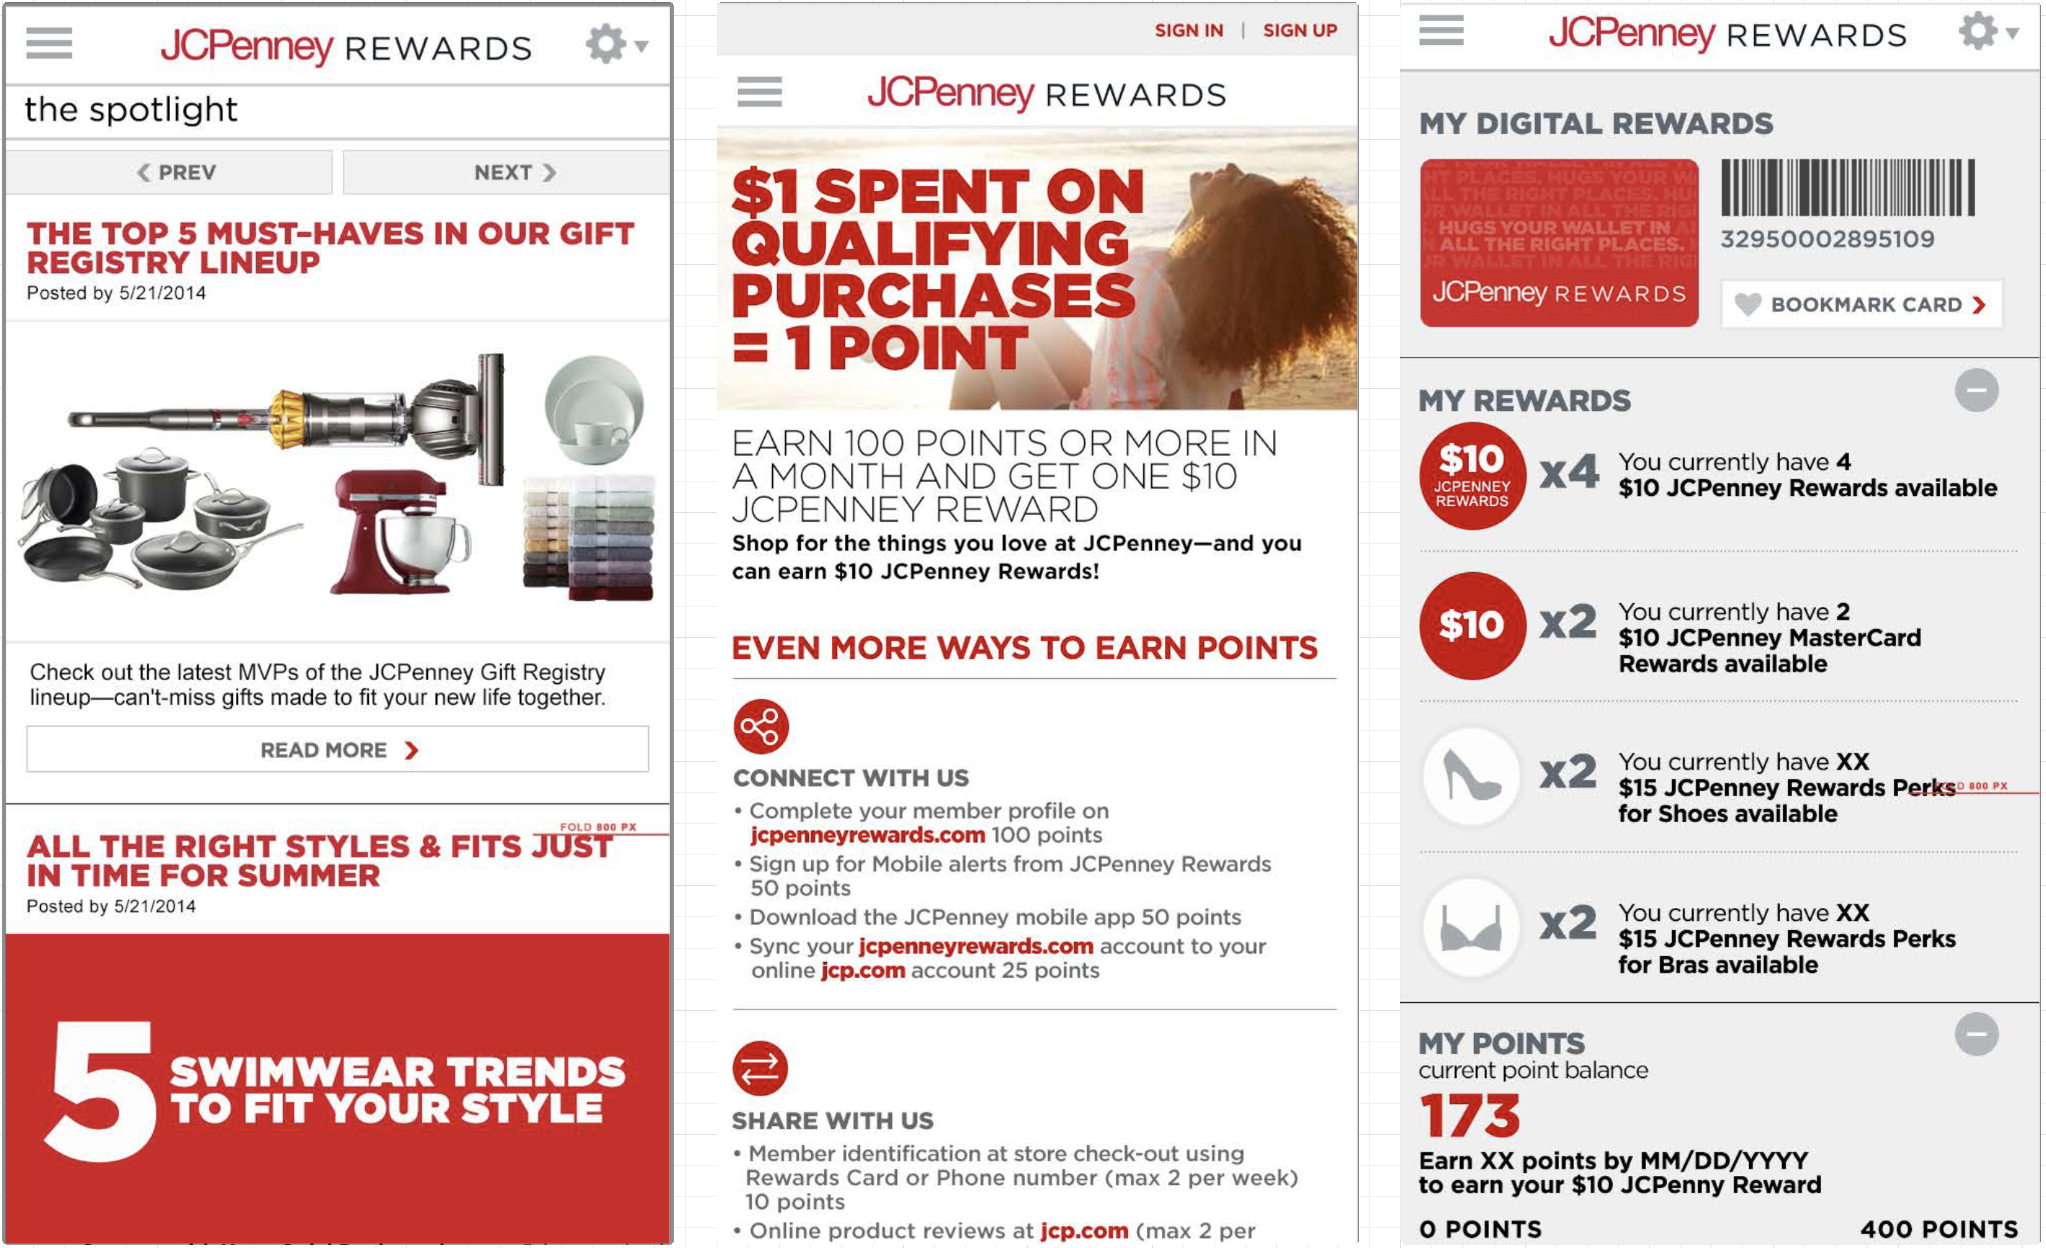 JCPenney REWARDS
the spotlight
PREV
NEXT
THE TOP 5 MUST-HAVES IN OUR GIFT
REGISTRY LINEUP
Posted by 5/21/2014
Check out the latest MVPs of the JCPenney Gift Registry
lineup—can't-miss gifts made to fit your new life together.
READ MORE
FOLD 800 PX
ALL THE RIGHT STYLES & FITS JUST
IN TIME FOR SUMMER
Posted by 5/21/2014
5 SWIMWEAR TRENDS
TO FIT YOUR STYLE
SIGN IN | SIGN UP
JCPenney REWARDS
$1 SPENT ON
QUALIFYING
PURCHASES
= 1 POINT
EARN 100 POINTS OR MORE IN
A MONTH AND GET ONE $10
JCPENNEY REWARD
Shop for the things you love at JCPenney—and you
can earn $10 JCPenney Rewards!
EVEN MORE WAYS TO EARN POINTS
CONNECT WITH US
• Complete your member profile on
jcpenneyrewards.com 100 points
• Sign up for Mobile alerts from JCPenney Rewards
50 points
• Download the JCPenney mobile app 50 points
• Sync your jcpenneyrewards.com account to your
online jcp.com account 25 points
SHARE WITH US
• Member identification at store check-out using
Rewards Card or Phone number (max 2 per week)
10 points
• Online product reviews at jcp.com (max 2 per
JCPenney REWARDS
MY DIGITAL REWARDS
HUGS YOUR WALLET IN
ALL THE RIGHT PLACES.
JCPenney REWARDS
32950002895109
BOOKMARK CARD
MY REWARDS
$10
JCPENNEY
REWARDS
x4
You currently have 4
$10 JCPenney Rewards available
$10
x2
You currently have 2
$10 JCPenney MasterCard
Rewards available
x2
You currently have XX
$15 JCPenney Rewards Perks
for Shoes available
800 PX
x2
You currently have XX
$15 JCPenney Rewards Perks
for Bras available
MY POINTS
current point balance
173
Earn XX points by MM/DD/YYYY
to earn your $10 JCPenny Reward
0 POINTS
400 POINTS